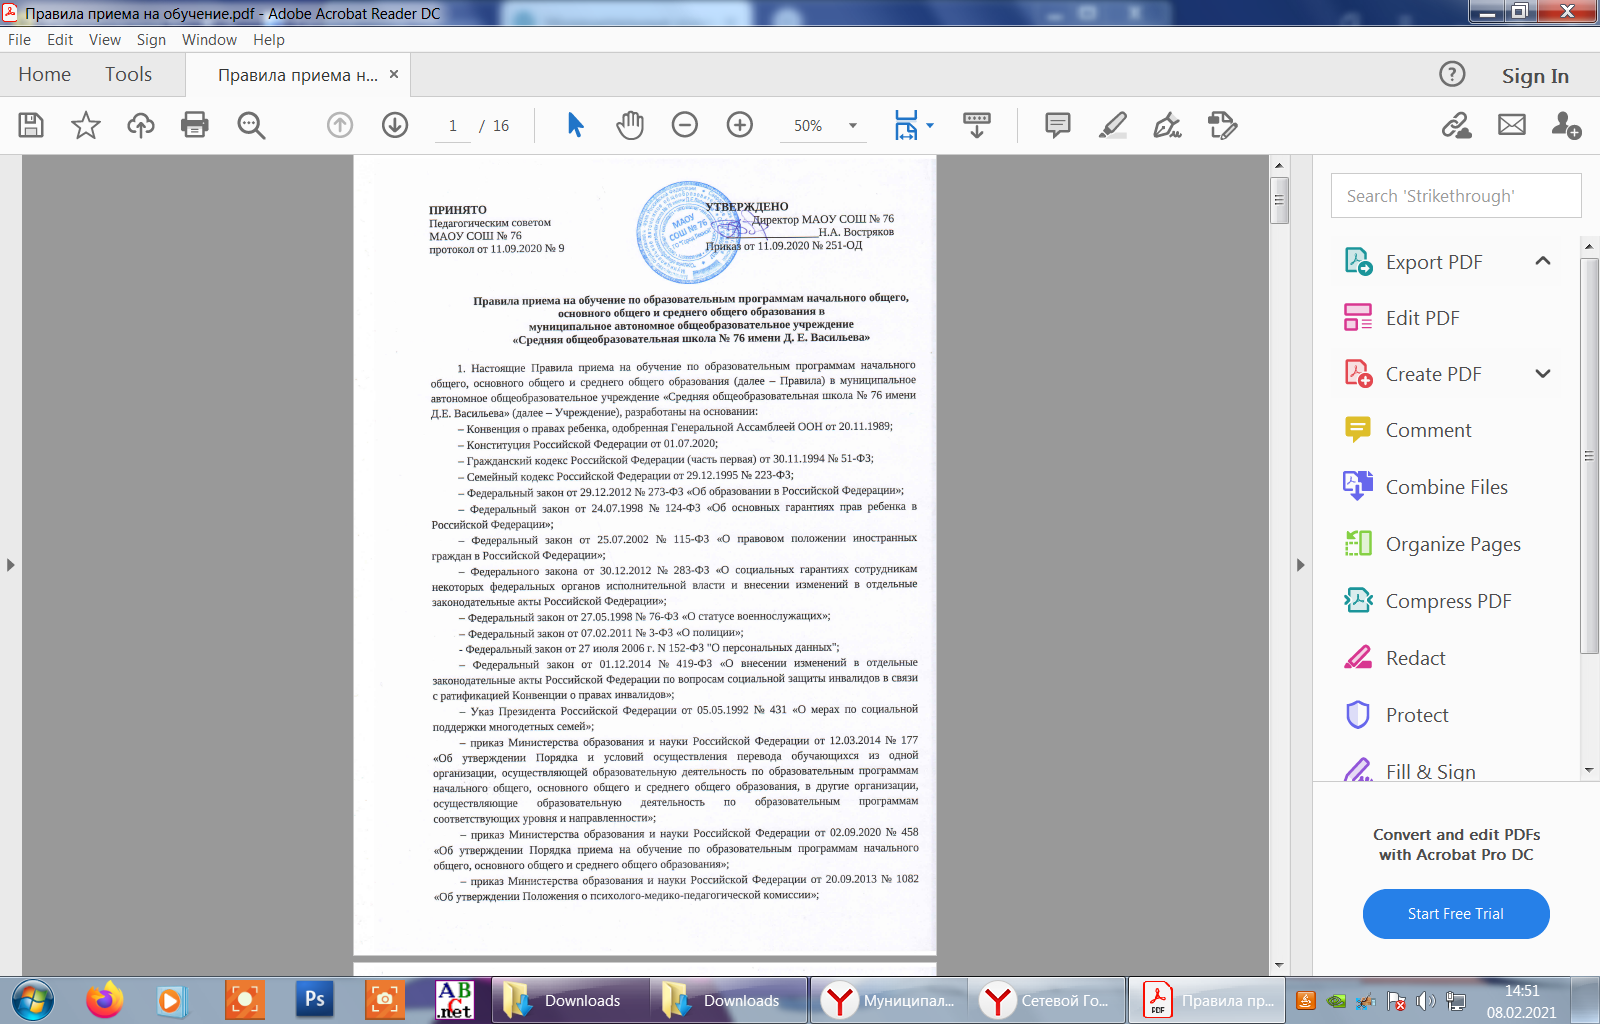 Правила приема на обучение.pdf - Adobe Acrobat Reader DC
File Edit View Sign Window Help
Home Tools Правила приема н... × Sign In
1 / 16 50%
ПРИНЯТО
Педагогическим советом
МАОУ СОШ № 76
протокол от 11.09.2020 № 9
МАОУ
СОШ № 76
УТВЕРЖДЕНО
Директор МАОУ СОШ № 76
Н.А. Востряков
Приказ от 11.09.2020 № 251-ОД
Правила приема на обучение по образовательным программам начального общего,
основного общего и среднего общего образования в
муниципальное автономное общеобразовательное учреждение
«Средняя общеобразовательная школа № 76 имени Д. Е. Васильева»
1. Настоящие Правила приема на обучение по образовательным программам начального
общего, основного общего и среднего общего образования (далее – Правила) в муниципальное
автономное общеобразовательное учреждение «Средняя общеобразовательная школа № 76 имени
Д.Е. Васильева» (далее – Учреждение), разработаны на основании:
– Конвенция о правах ребенка, одобренная Генеральной Ассамблеей ООН от 20.11.1989;
– Конституция Российской Федерации от 01.07.2020;
– Гражданский кодекс Российской Федерации (часть первая) от 30.11.1994 № 51-ФЗ;
– Семейный кодекс Российской Федерации от 29.12.1995 № 223-ФЗ;
– Федеральный закон от 29.12.2012 № 273-ФЗ «Об образовании в Российской Федерации»;
– Федеральный закон от 24.07.1998 № 124-ФЗ «Об основных гарантиях прав ребенка в
Российской Федерации»;
– Федеральный закон от 25.07.2002 № 115-ФЗ «О правовом положении иностранных
граждан в Российской Федерации»;
– Федерального закона от 30.12.2012 № 283-ФЗ «О социальных гарантиях сотрудникам
некоторых федеральных органов исполнительной власти и внесении изменений в отдельные
законодательные акты Российской Федерации»;
– Федеральный закон от 27.05.1998 № 76-ФЗ «О статусе военнослужащих»;
– Федеральный закон от 07.02.2011 № 3-ФЗ «О полиции»;
- Федеральный закон от 27 июля 2006 г. N 152-ФЗ "О персональных данных";
– Федеральный закон от 01.12.2014 № 419-ФЗ «О внесении изменений в отдельные
законодательные акты Российской Федерации по вопросам социальной защиты инвалидов в связи
с ратификацией Конвенции о правах инвалидов»;
– Указ Президента Российской Федерации от 05.05.1992 № 431 «О мерах по социальной
поддержки многодетных семей»;
– приказ Министерства образования и науки Российской Федерации от 12.03.2014 № 177
«Об утверждении Порядка и условий осуществления перевода обучающихся из одной
организации, осуществляющей образовательную деятельность по образовательным программам
начального общего, основного общего и среднего общего образования, в другие организации,
осуществляющие образовательную деятельность по образовательным программам
соответствующих уровня и направленности»;
– приказ Министерства образования и науки Российской Федерации от 02.09.2020 № 458
«Об утверждении Порядка приема на обучение по образовательным программам начального
общего, основного общего и среднего общего образования»;
– приказ Министерства образования и науки Российской Федерации от 20.09.2013 № 1082
«Об утверждении Положения о психолого-медико-педагогической комиссии»;
Search 'Strikethrough'
Export PDF
Edit PDF
Create PDF
Comment
Combine Files
Organize Pages
Compress PDF
Redact
Protect
Fill & Sign
Convert and edit PDFs
with Acrobat Pro DC
Start Free Trial
Ps
ABC.net
Downloads
Downloads
Муниципал...
Сетевой Го...
PDF
Правила пр...
14:51
08.02.2021